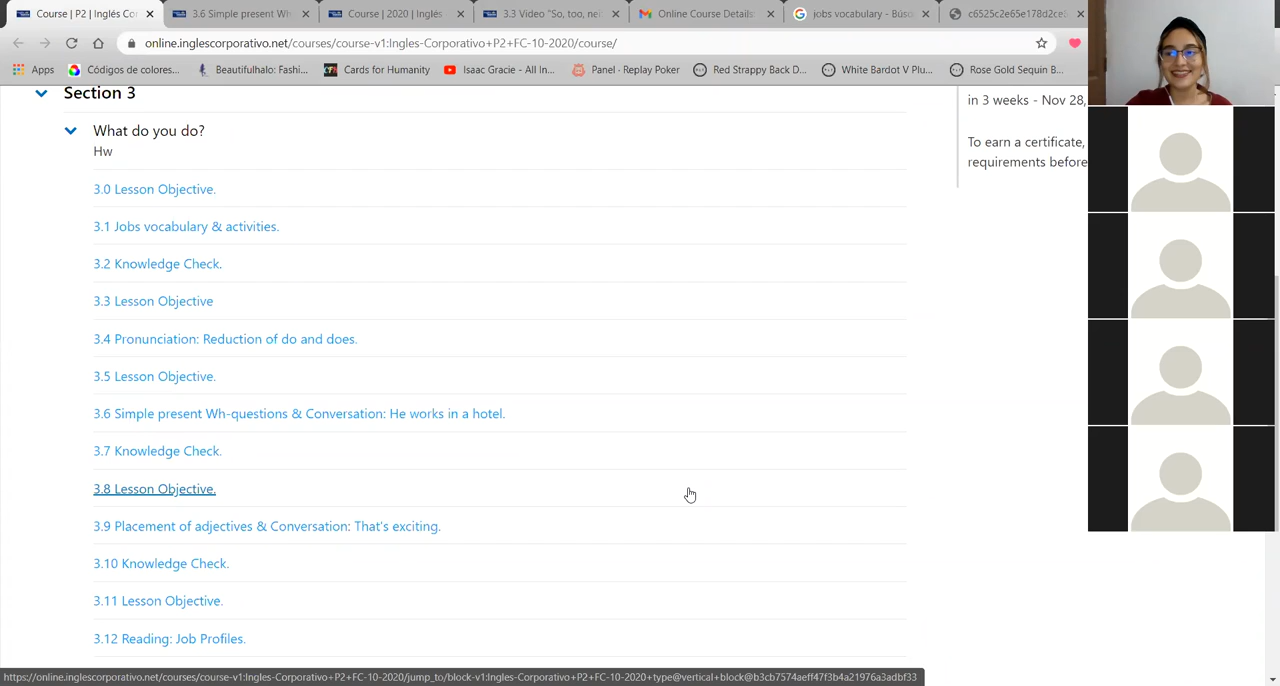 Course | P2 | Inglés Co
3.6 Simple present Wh
Course | 2020 | Inglés
3.3 Video "So, too, nei
Online Course Details
jobs vocabulary - Búsq
c6525c2e65e178d2ceb
online.inglescorporativo.net/courses/course-v1:Ingles-Corporativo+P2+FC-10-2020/course/
Apps
Códigos de colores...
Beautifulhalo: Fashi...
Cards for Humanity
Isaac Gracie - All In...
Panel · Replay Poker
Red Strappy Back D...
White Bardot V Plu...
Rose Gold Sequin B...
Section 3
in 3 weeks - Nov 28,
What do you do?
Hw
To earn a certificate,
requirements before
3.0 Lesson Objective.
3.1 Jobs vocabulary & activities.
3.2 Knowledge Check.
3.3 Lesson Objective
3.4 Pronunciation: Reduction of do and does.
3.5 Lesson Objective.
3.6 Simple present Wh-questions & Conversation: He works in a hotel.
3.7 Knowledge Check.
3.8 Lesson Objective.
3.9 Placement of adjectives & Conversation: That's exciting.
3.10 Knowledge Check.
3.11 Lesson Objective.
3.12 Reading: Job Profiles.
https://online.inglescorporativo.net/courses/course-v1:Ingles-Corporativo+P2+FC-10-2020/jump_to/block-v1:Ingles-Corporativo+P2+FC-10-2020+type@vertical+block@b3cb7574aeff47f3b4a21976a3adbf33